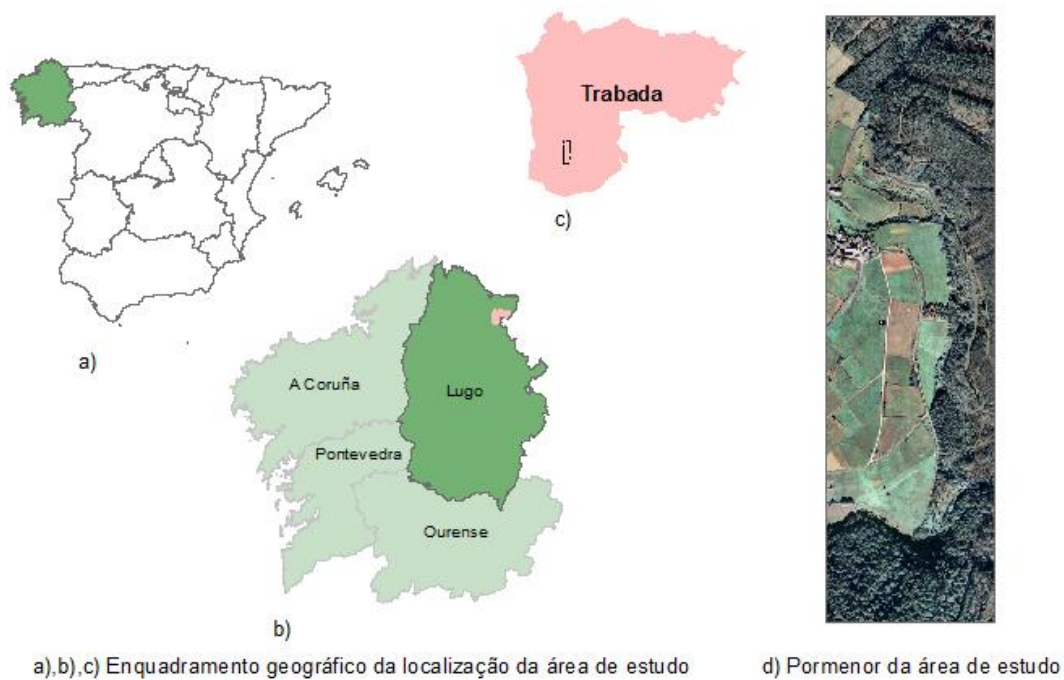 Trabada
c)
a)
A Coruña
Lugo
Pontevedra
Ourense
b)
a),b),c) Enquadramento geográfico da localização da área de estudo
d) Pormenor da área de estudo